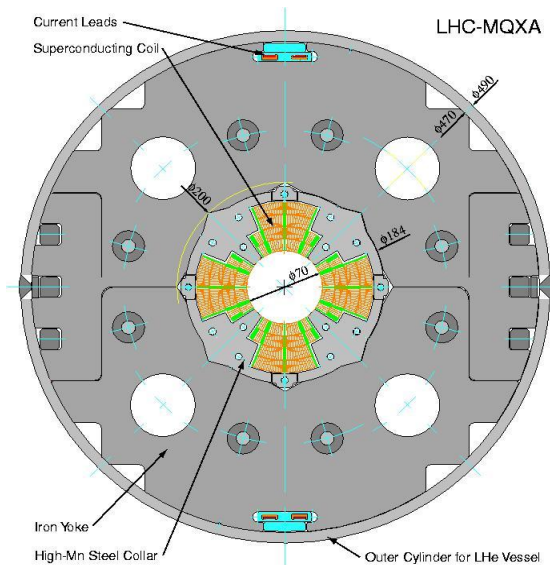 Current Leads
LHC-MQXA
Superconducting Coil
ϕ490
ϕ470
ϕ200
ϕ184
ϕ70
Iron Yoke
High-Mn Steel Collar
Outer Cylinder for LHe Vessel